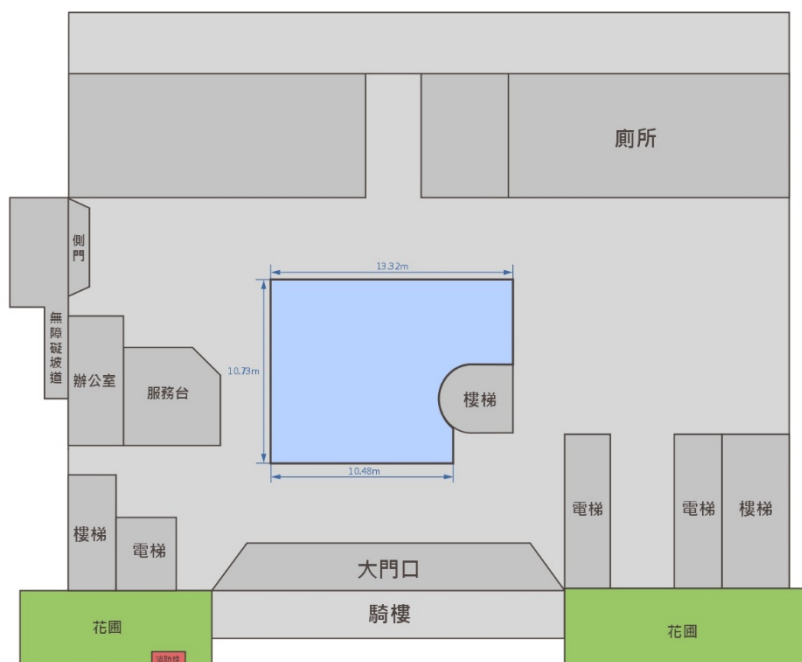 廁所
側門
13.32m
無障礙坡道
辦公室
服務台
10.73m
樓梯
10.48m
樓梯
電梯
電梯
電梯
樓梯
大門口
騎樓
花圃
花圃